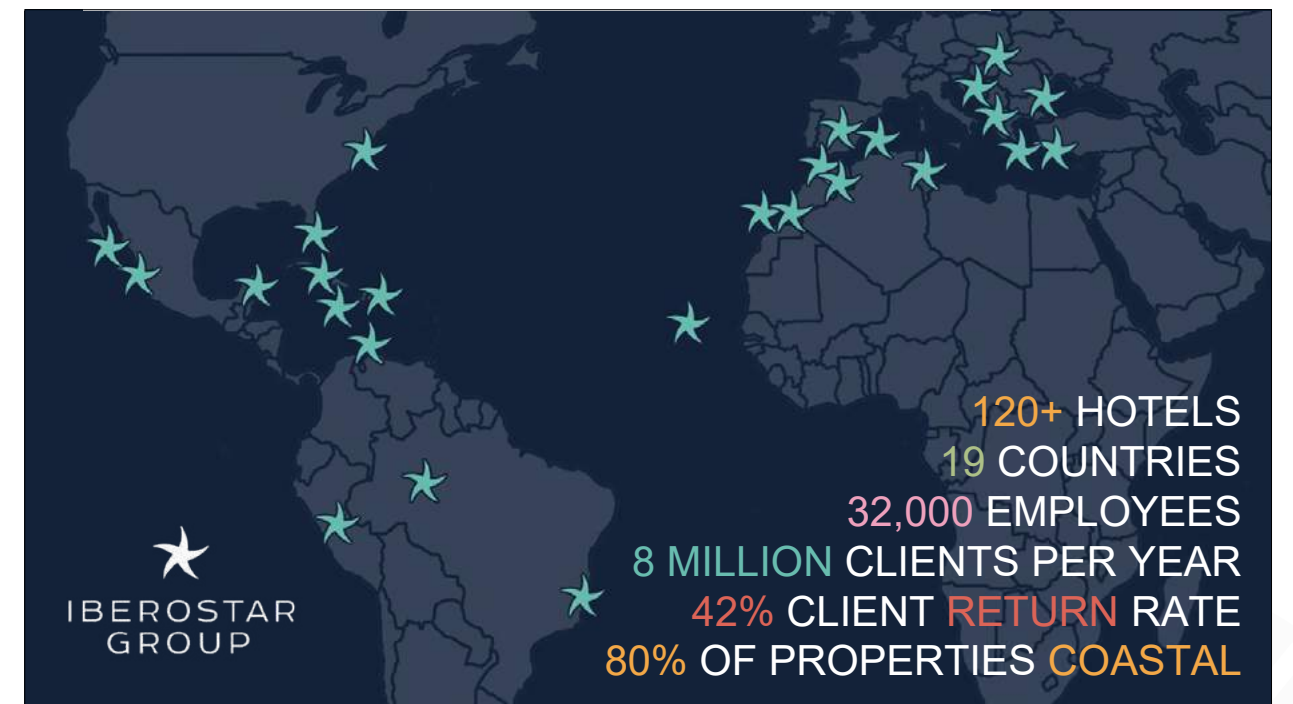 120+ HOTELS
19 COUNTRIES
32,000 EMPLOYEES
8 MILLION CLIENTS PER YEAR
42% CLIENT RETURN RATE
80% OF PROPERTIES COASTAL
IBEROSTAR
GROUP